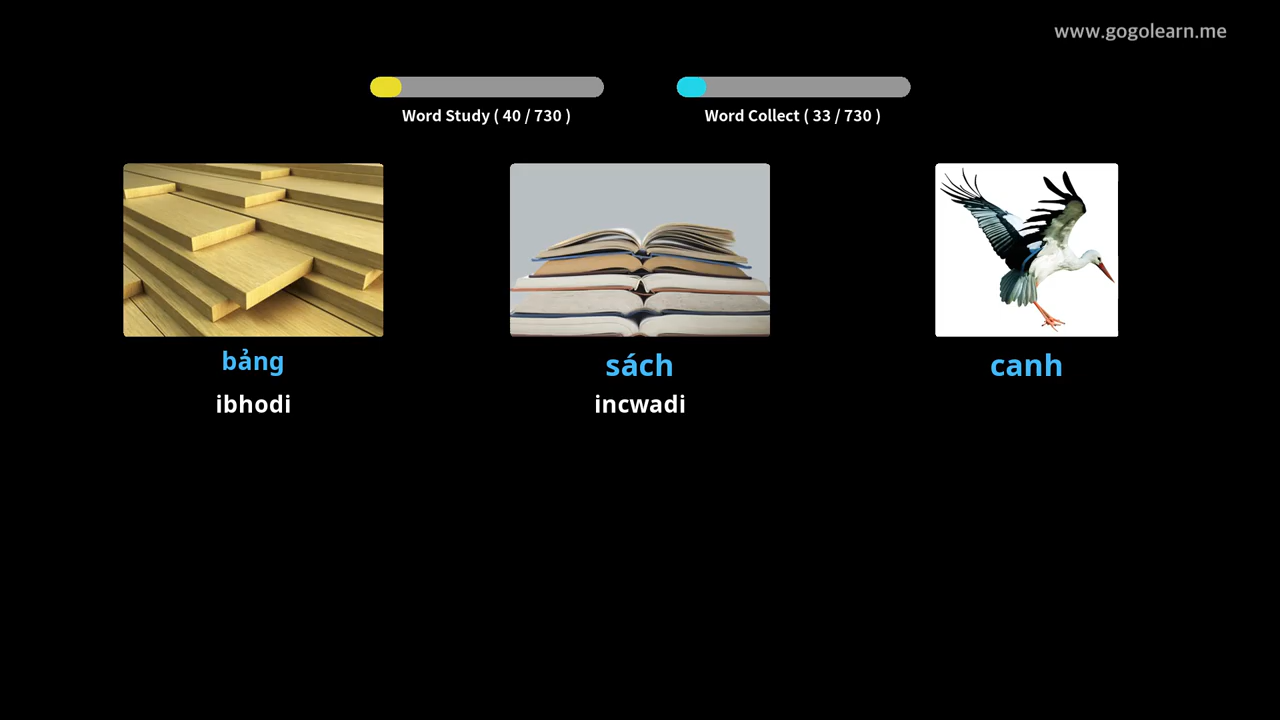 www.gogolearn.me
Word Study ( 40 / 730 )
Word Collect ( 33 / 730 )
bảng
sách
canh
ibhodi
incwadi